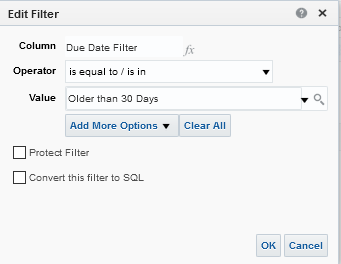 Edit Filter
Column Due Date Filter fx
Operator is equal to / is in
Value Older than 30 Days
Add More Options Clear All
Protect Filter
Convert this filter to SQL
OK Cancel